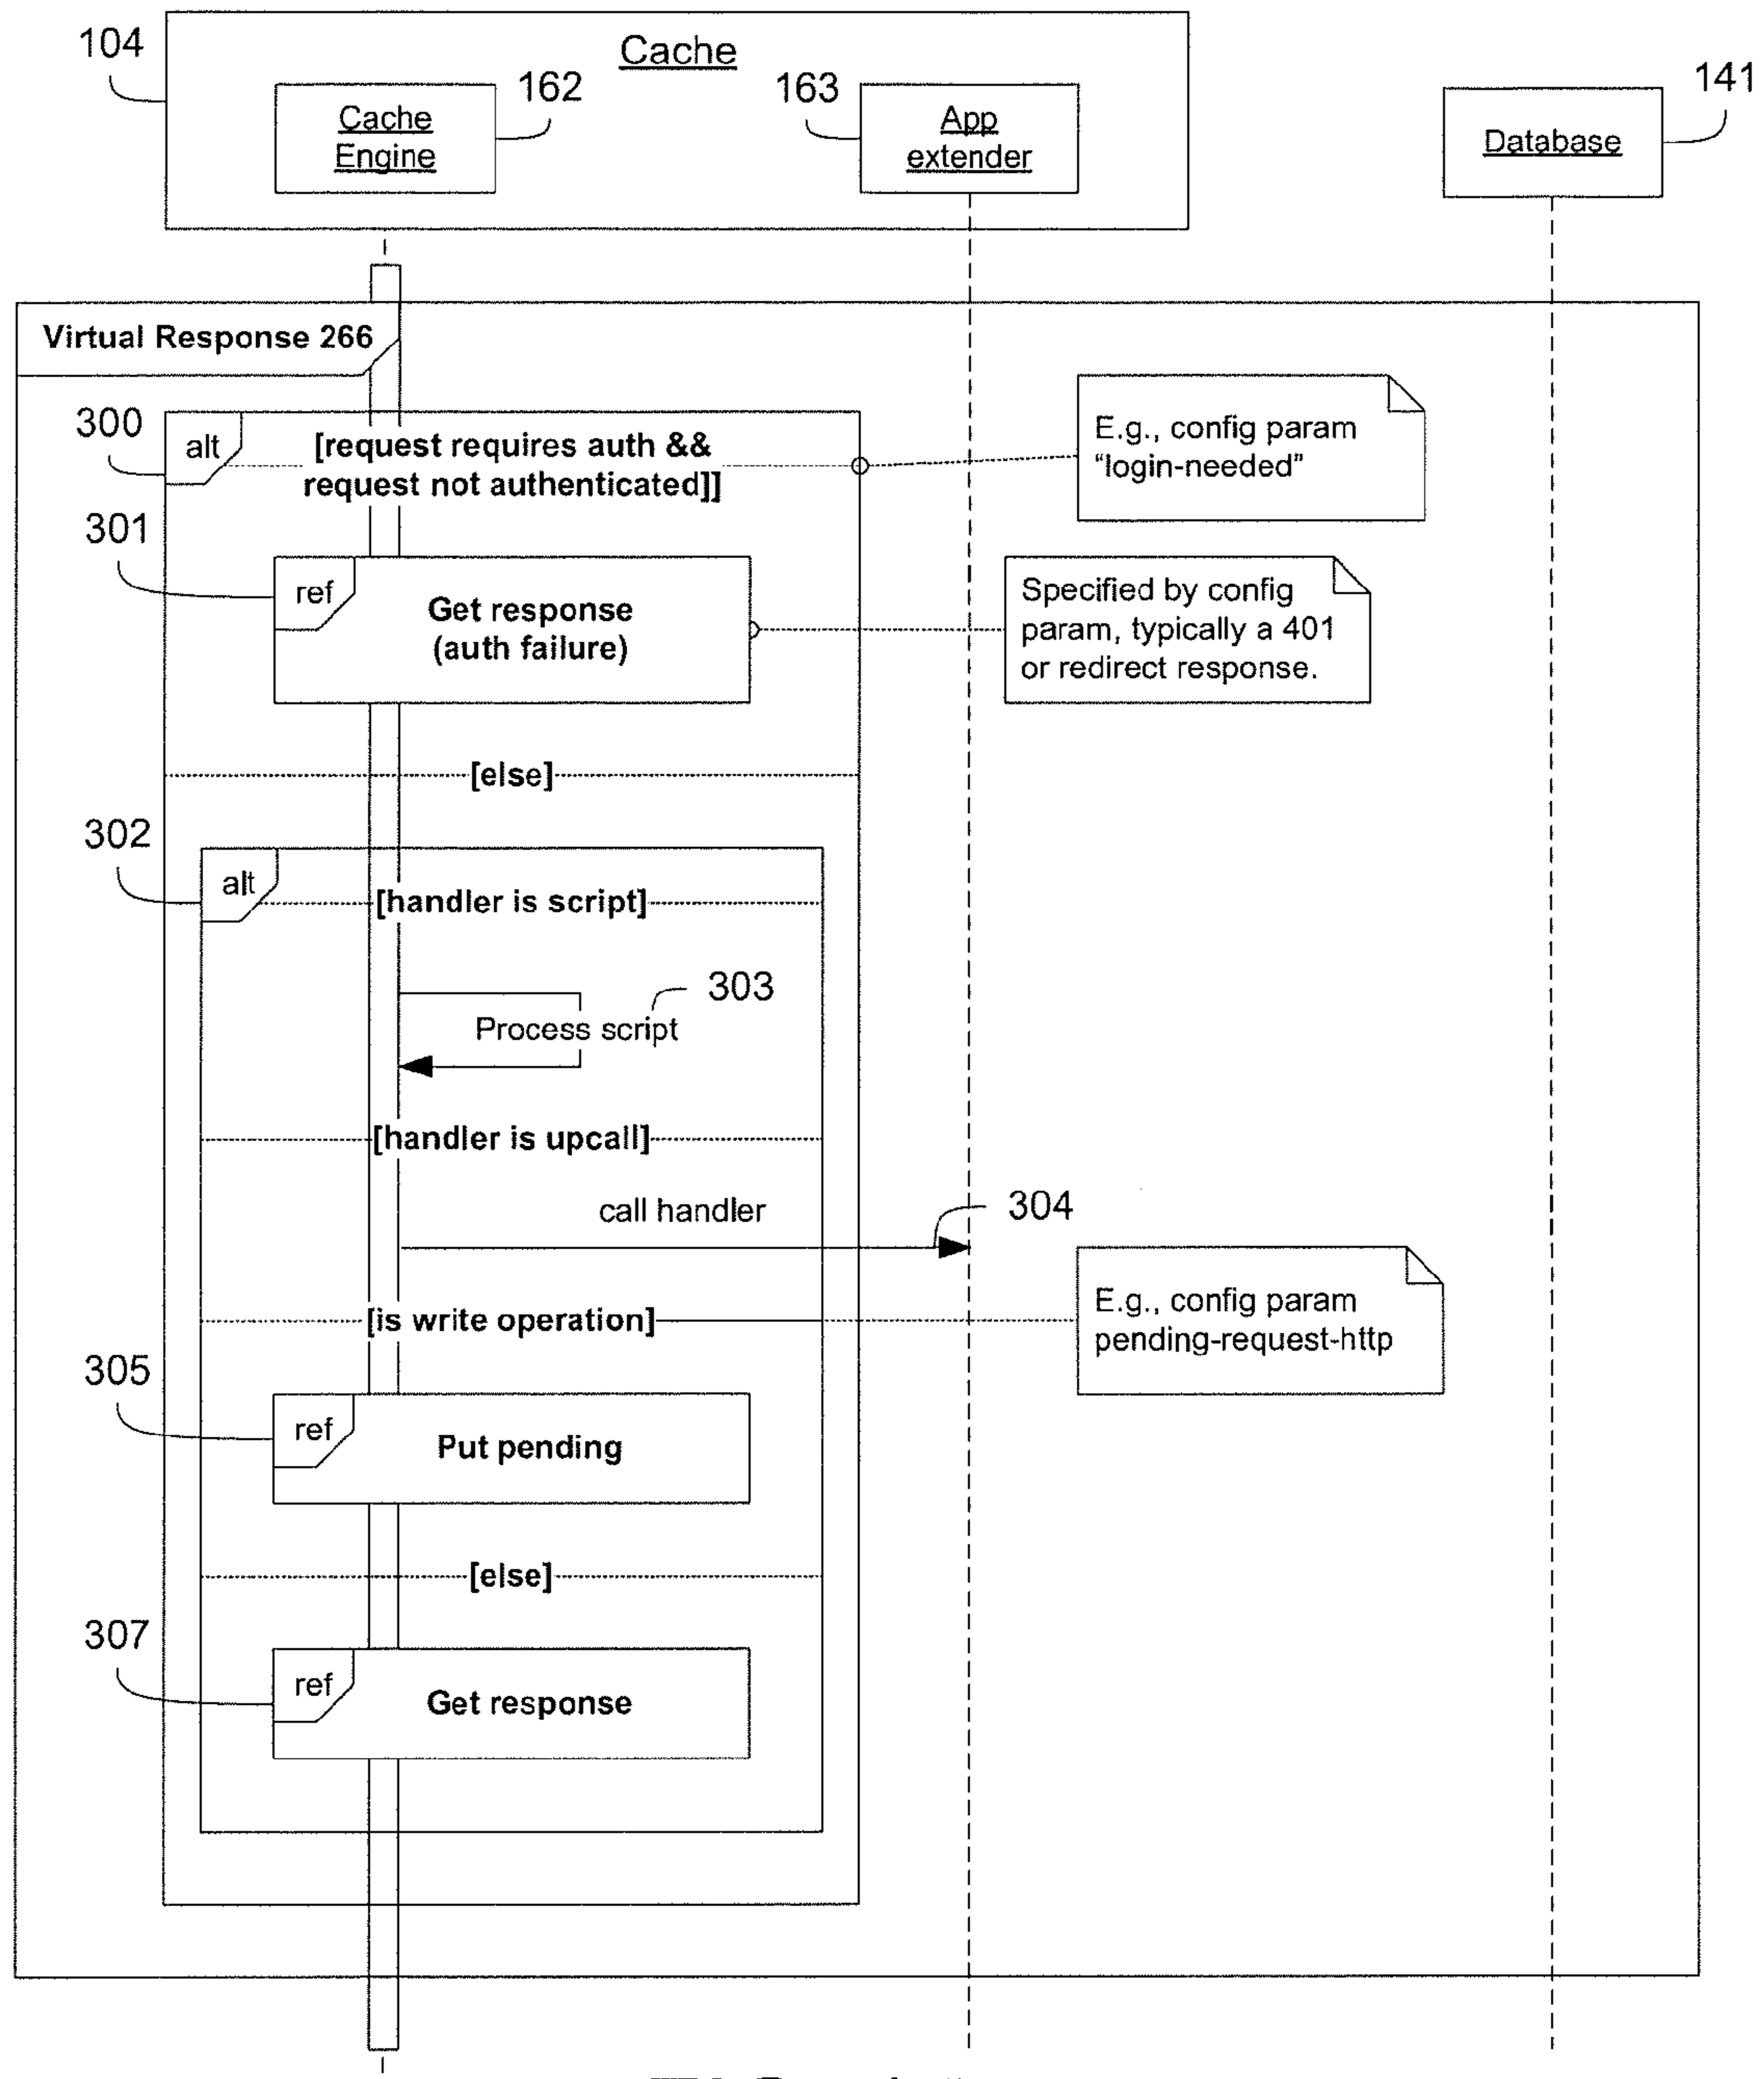 104
Cache
162
163
141
Cache
Engine
App
extender
Database
Virtual Response 266
300
alt
[request requires auth &&
request not authenticated]]
E.g., config param
“login-needed”
301
ref
Get response
(auth failure)
Specified by config
param, typically a 401
or redirect response.
[else]
302
alt
[handler is script]
303
Process script
[handler is upcall]
call handler
304
[is write operation]
E.g., config param
pending-request-http
305
ref
Put pending
[else]
307
ref
Get response